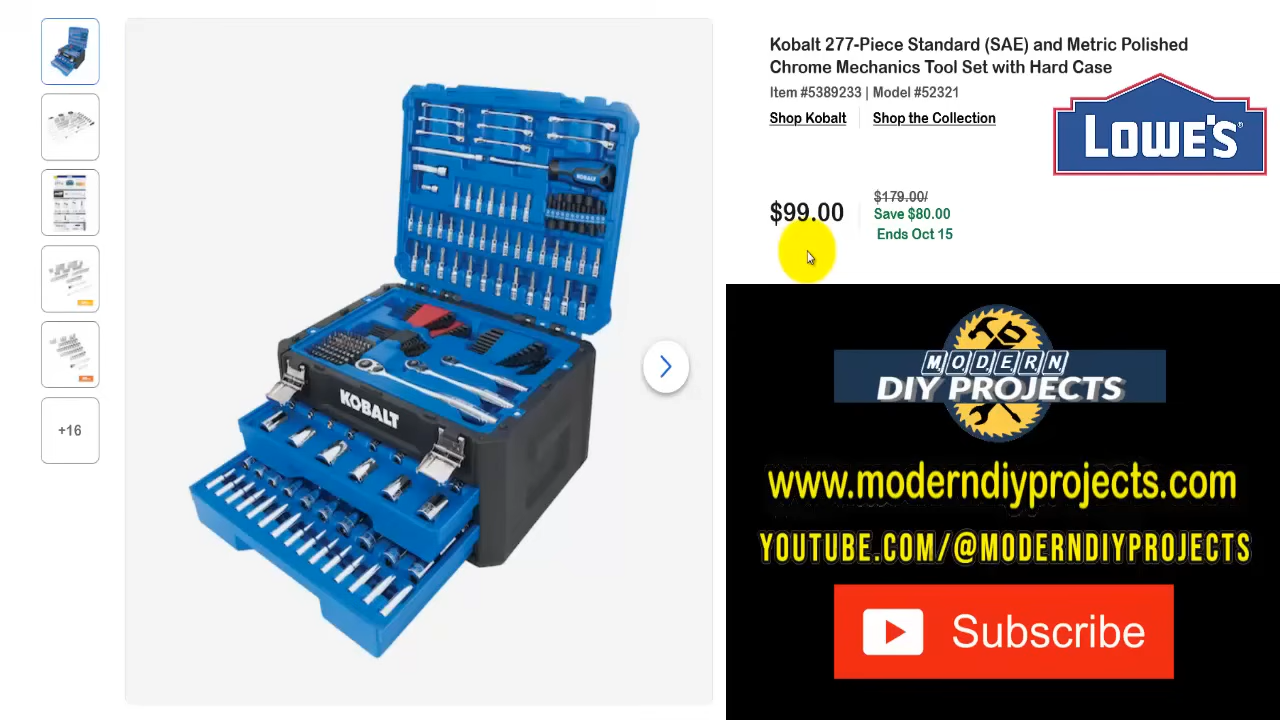 Kobalt 277-Piece Standard (SAE) and Metric Polished
Chrome Mechanics Tool Set with Hard Case
Item #5389233 | Model #52321
Shop Kobalt
Shop the Collection
LOWE'S
$99.00
$179.00/
Save $80.00
Ends Oct 15
KOBALT
KOBALT
+16
MODERN
DIY PROJECTS
www.moderndiyprojects.com
YOUTUBE.COM/@MODERNDIYPROJECTS
Subscribe